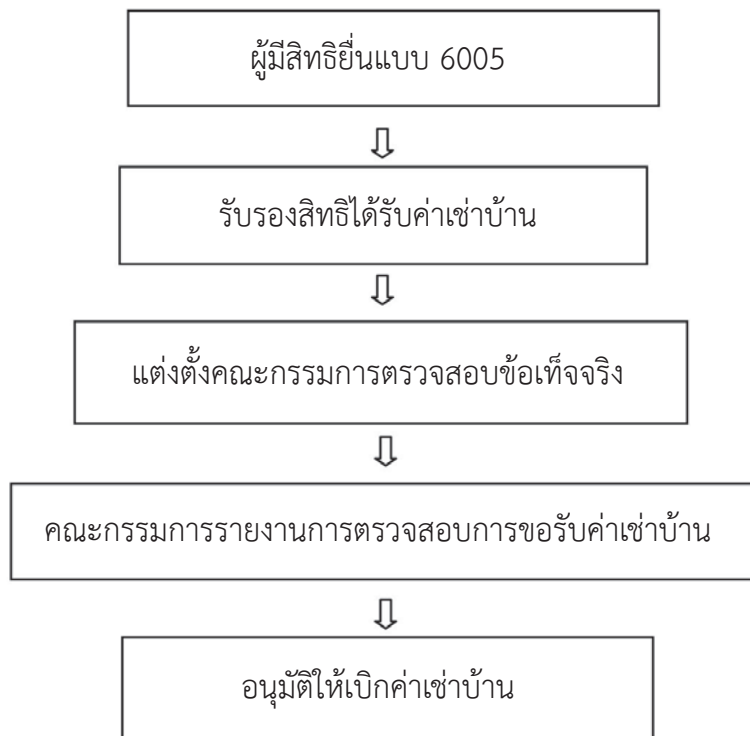 ผู้มีสิทธิยื่นแบบ 6005
รับรองสิทธิได้รับค่าเช่าบ้าน
แต่งตั้งคณะกรรมการตรวจสอบข้อเท็จจริง
คณะกรรมการรายงานการตรวจสอบการขอรับค่าเช่าบ้าน
อนุมัติให้เบิกค่าเช่าบ้าน